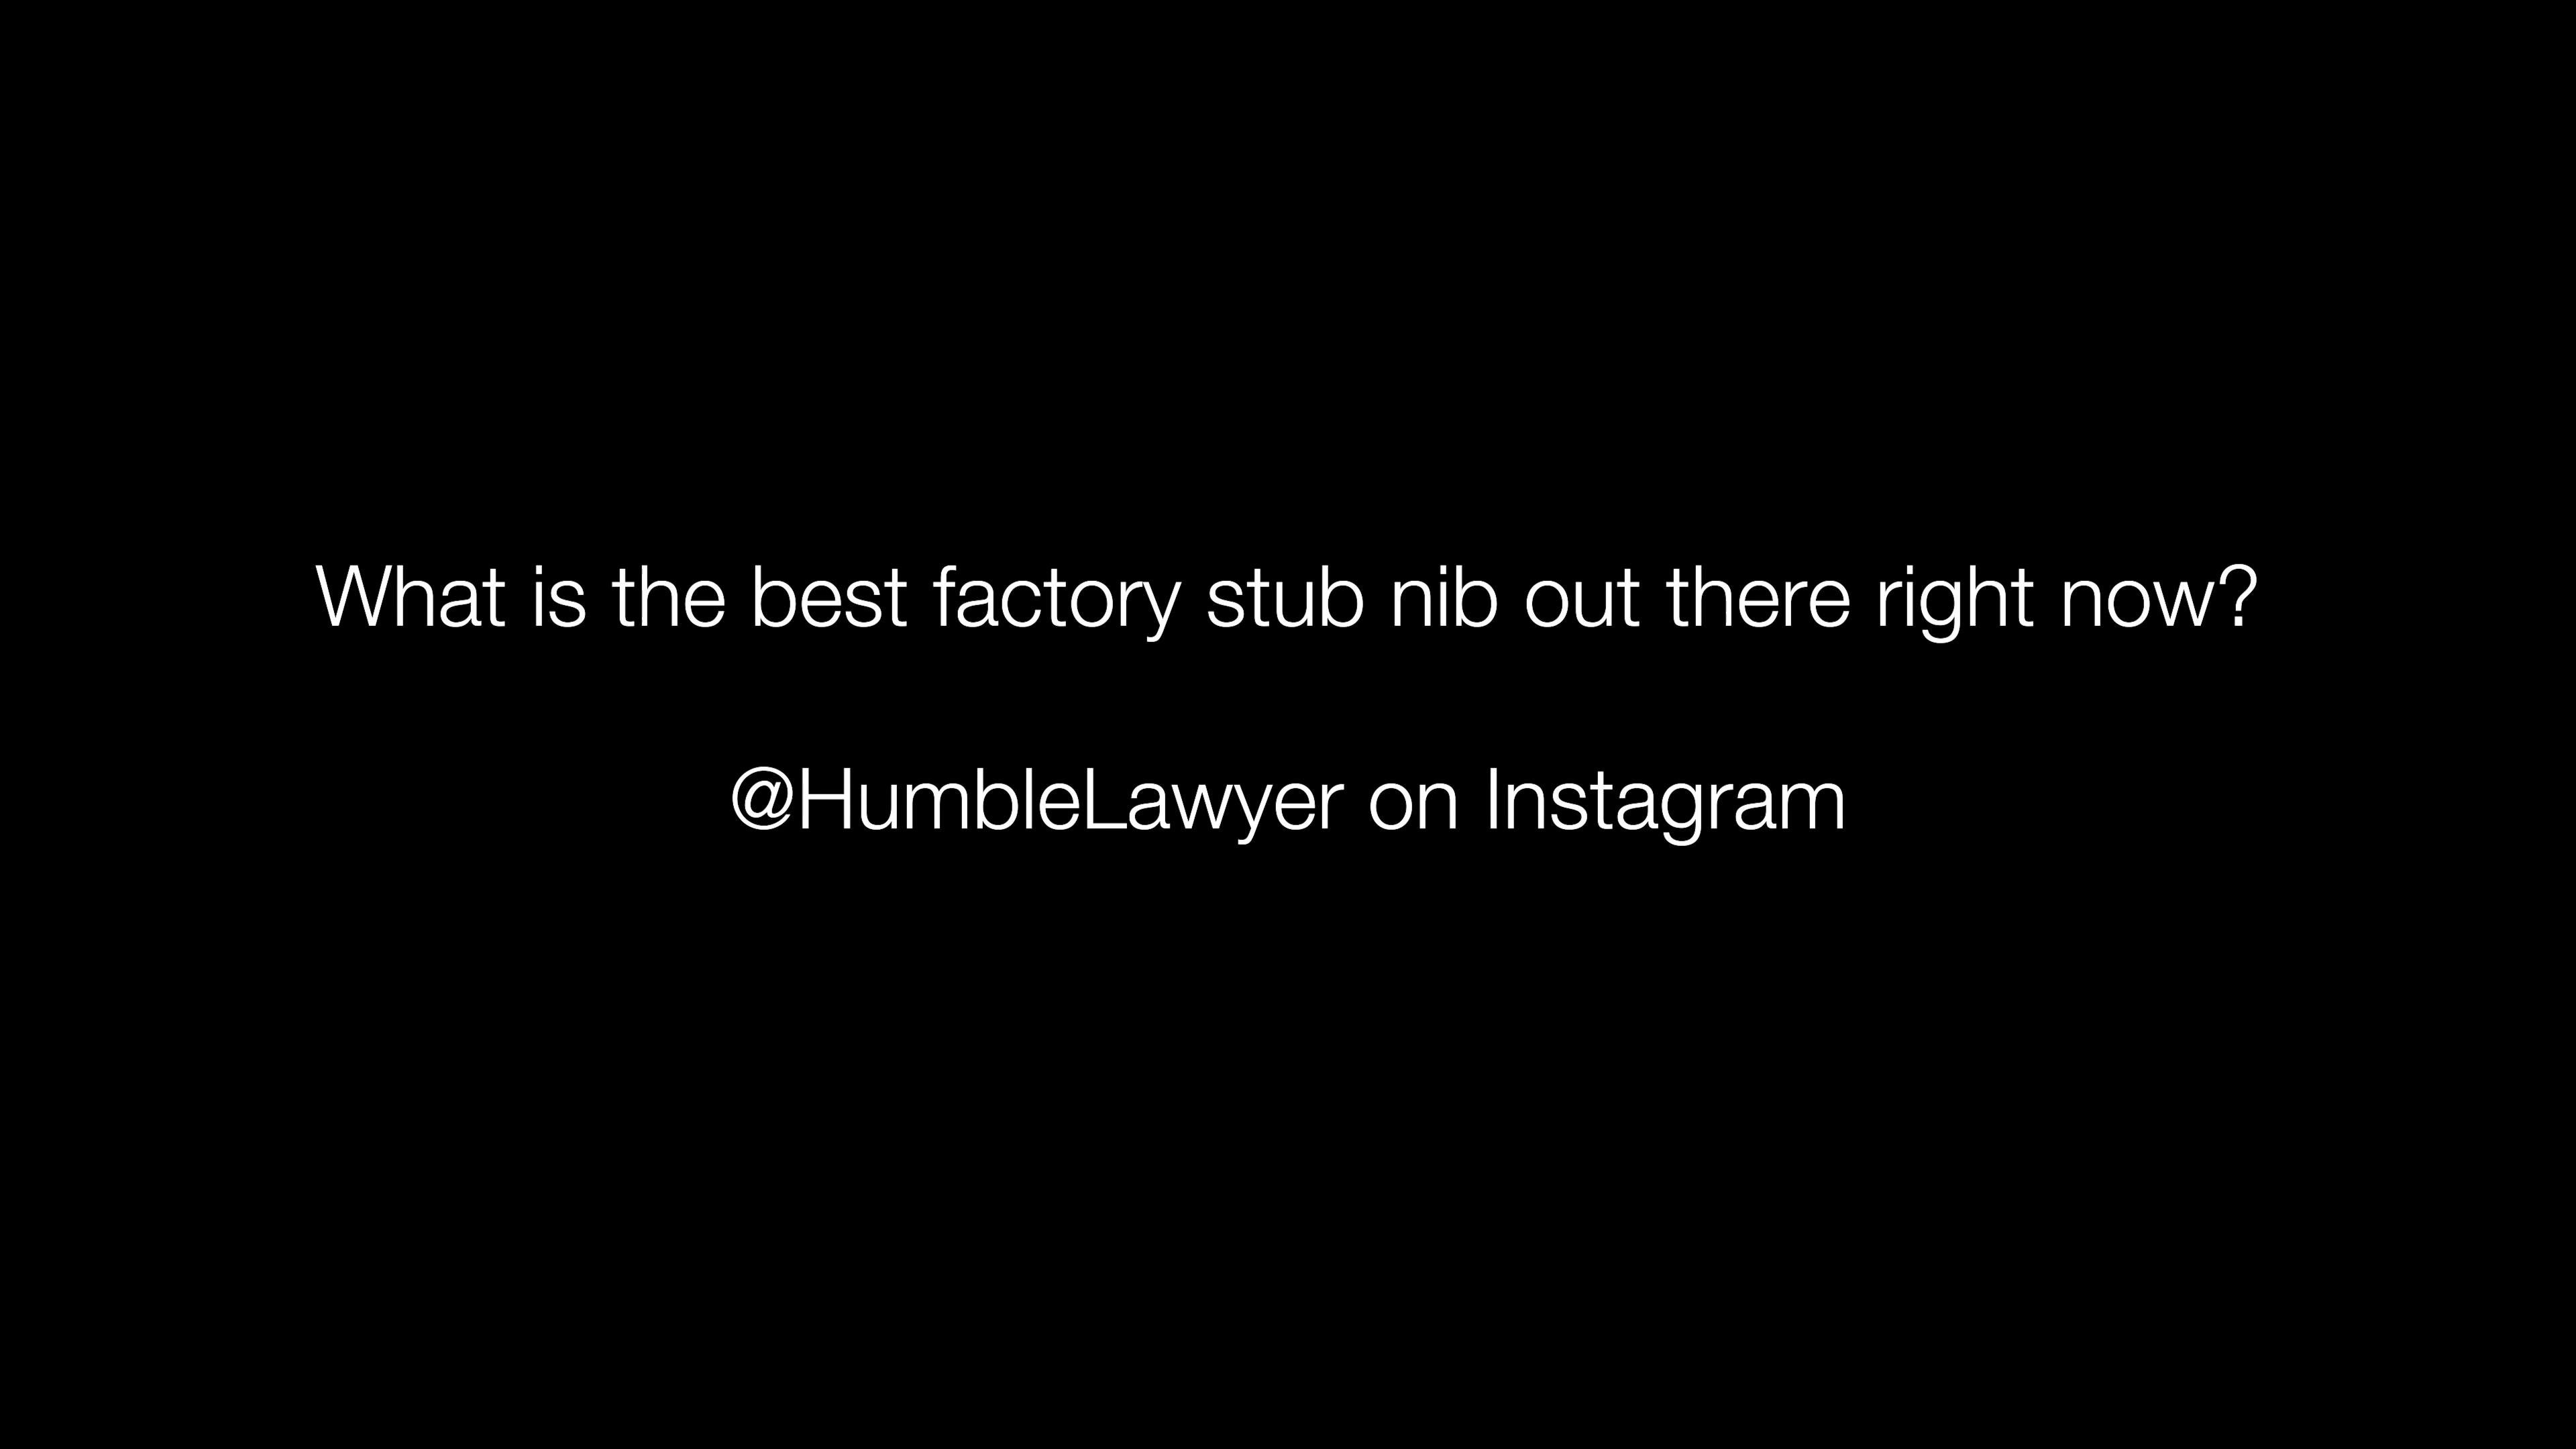 What is the best factory stub nib out there right now?
@HumbleLawyer on Instagram